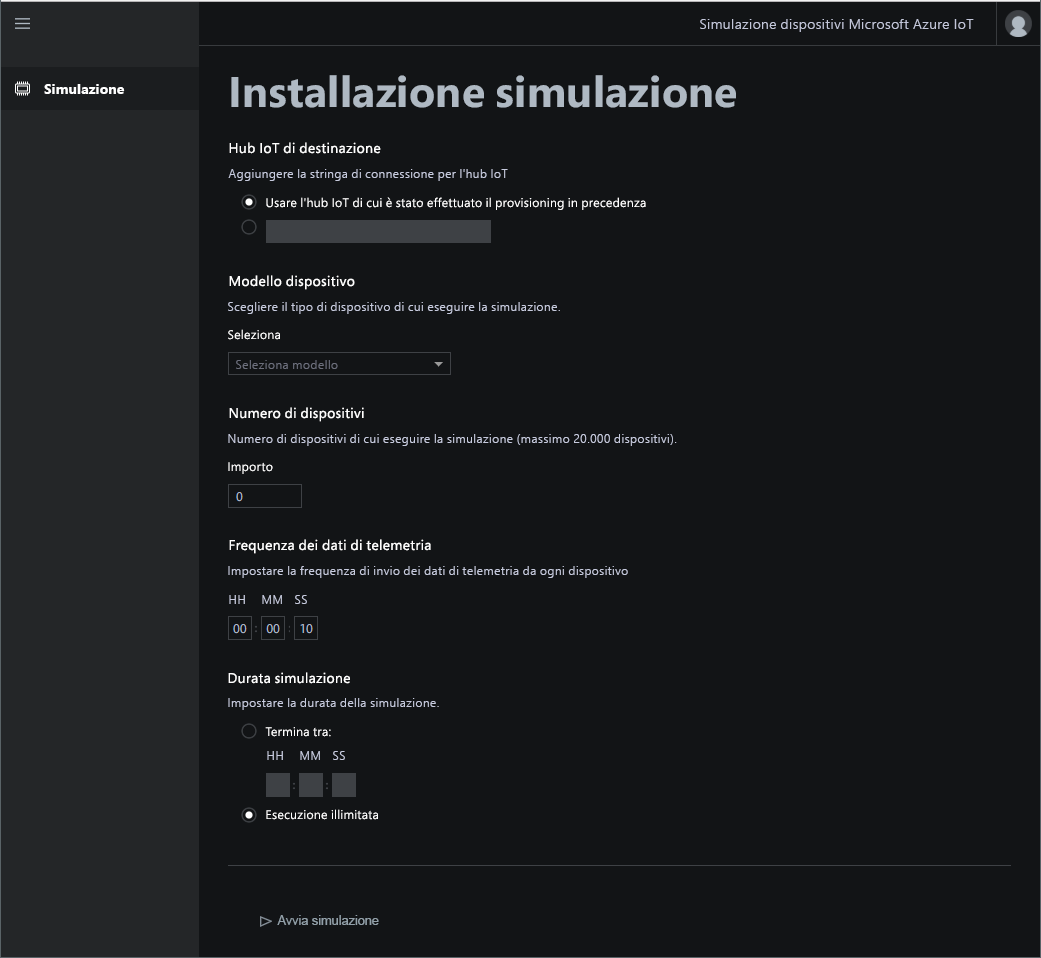 Simulazione dispositivi Microsoft Azure IoT
Simulazione
Installazione simulazione
Hub IoT di destinazione
Aggiungere la stringa di connessione per l'hub IoT
Usare l'hub IoT di cui è stato effettuato il provisioning in precedenza
Modello dispositivo
Scegliere il tipo di dispositivo di cui eseguire la simulazione.
Seleziona
Seleziona modello
Numero di dispositivi
Numero di dispositivi di cui eseguire la simulazione (massimo 20.000 dispositivi).
Importo
0
Frequenza dei dati di telemetria
Impostare la frequenza di invio dei dati di telemetria da ogni dispositivo
HH MM SS
00 : 00 : 10
Durata simulazione
Impostare la durata della simulazione.
Termina tra:
HH MM SS
: :
Esecuzione illimitata
Avvia simulazione